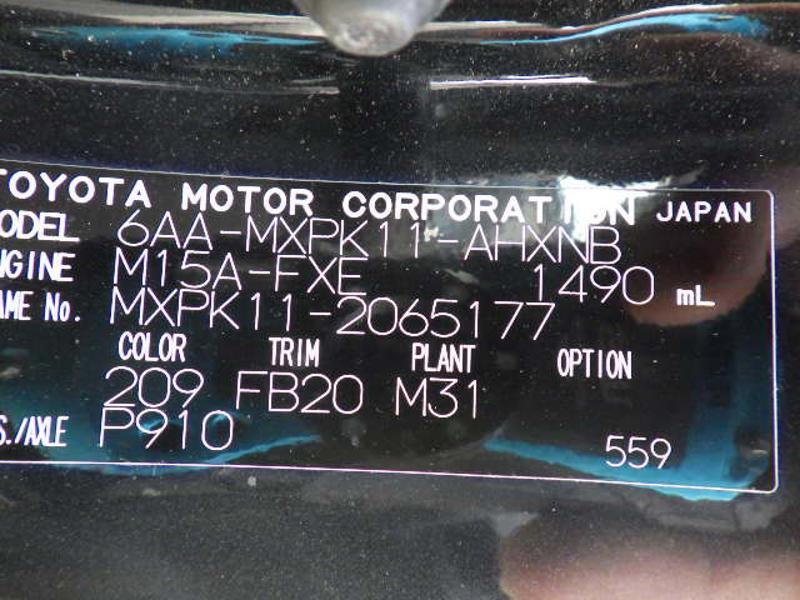 TOYOTA MOTOR CORPORATION JAPAN
ODEL 6AA-MXPK11-AHXNB
NGINE M15A-FXE 1490 mL
AME No. MXPK11-2065177
COLOR TRIM PLANT OPTION
209 FB20 M31
S./AXLE P910
559